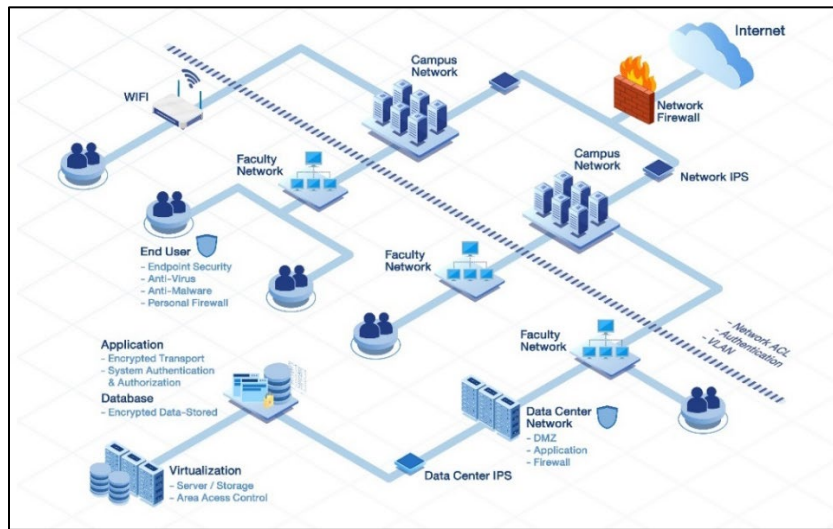 Internet
Campus
Network
WIFI
Network
Firewall
Campus
Network
Faculty
Network
Network IPS
End User
- Endpoint Security
- Anti-Virus
- Anti-Malware
- Personal Firewall
Faculty
Network
- Network ACL
- Authentication
- VLAN
Faculty
Network
Application
- Encrypted Transport
- System Authentication
& Authorization
Database
- Encrypted Data-Stored
Data Center
Network
- DMZ
- Application
- Firewall
Virtualization
- Server / Storage
- Area Acess Control
Data Center IPS